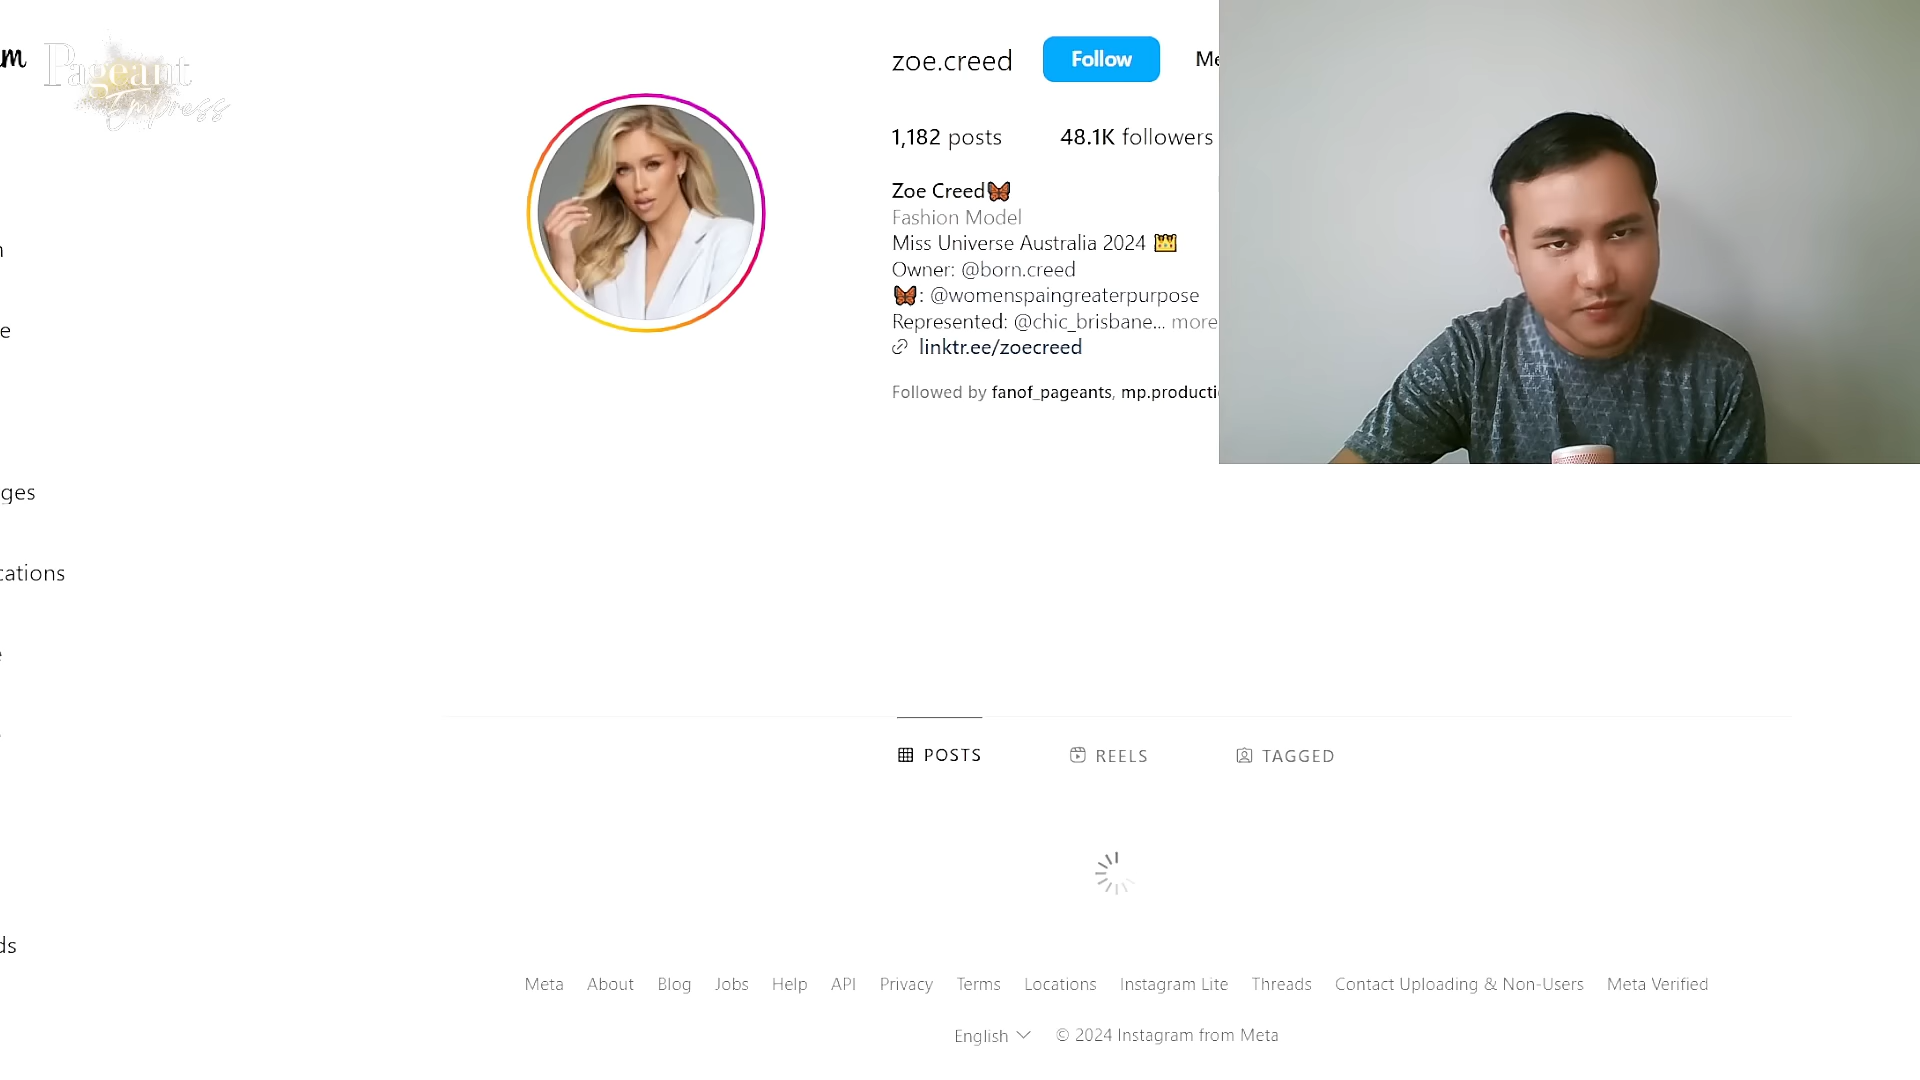 m
Pageant
Empress
zoe.creed
Follow
Me
1,182 posts
48.1K followers
Zoe Creed🦋
Fashion Model
Miss Universe Australia 2024 👑
Owner: @born.creed
🦋: @womenspaingreaterpurpose
Represented: @chic_brisbane... more
linktr.ee/zoecreed
Followed by fanof_pageants, mp.producti
n
e
ges
cations
e
ds
POSTS
REELS
TAGGED
Meta About Blog Jobs Help API Privacy Terms Locations Instagram Lite Threads Contact Uploading & Non-Users Meta Verified
English
© 2024 Instagram from Meta